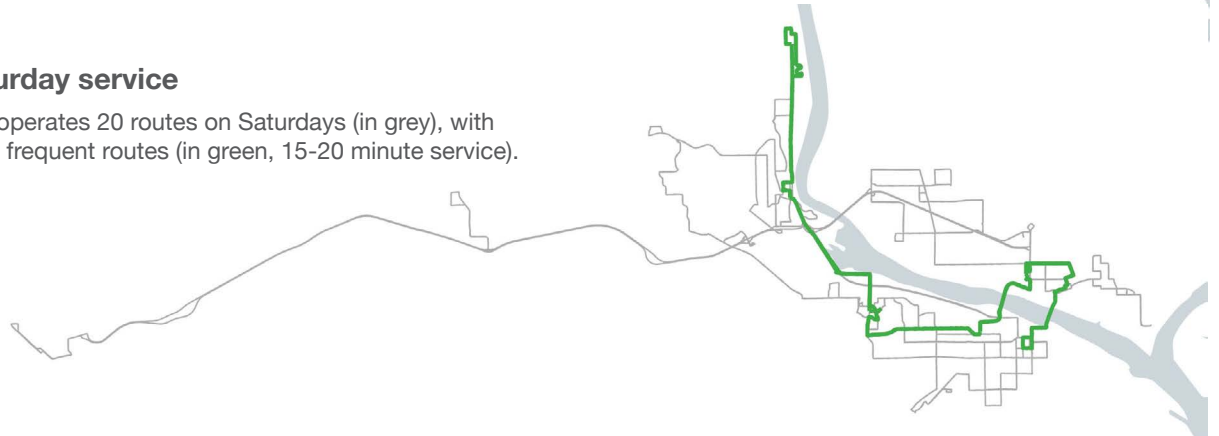 urday service
operates 20 routes on Saturdays (in grey), with
frequent routes (in green, 15-20 minute service).